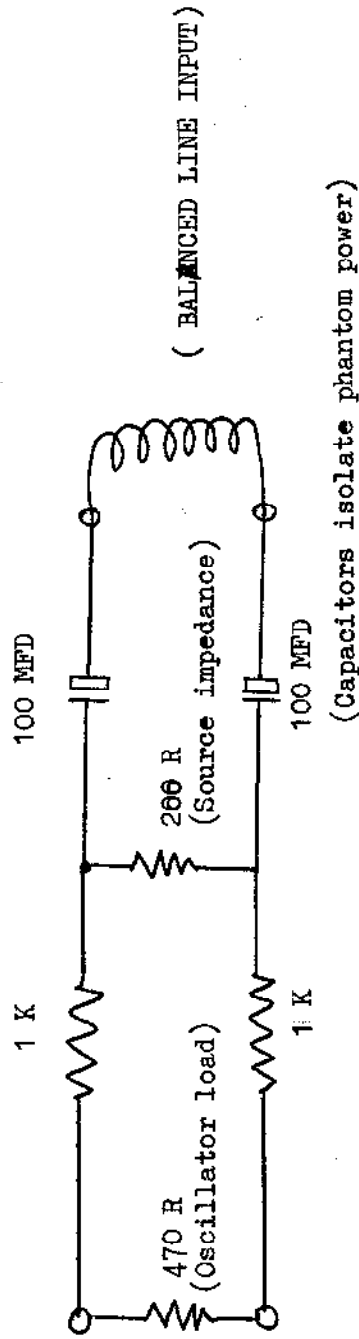 1 K
100 MFD
470 R
(Oscillator load)
200 R
(Source impedance)
( BALANCED LINE INPUT)
1 K
100 MFD
(Capacitors isolate phantom power)